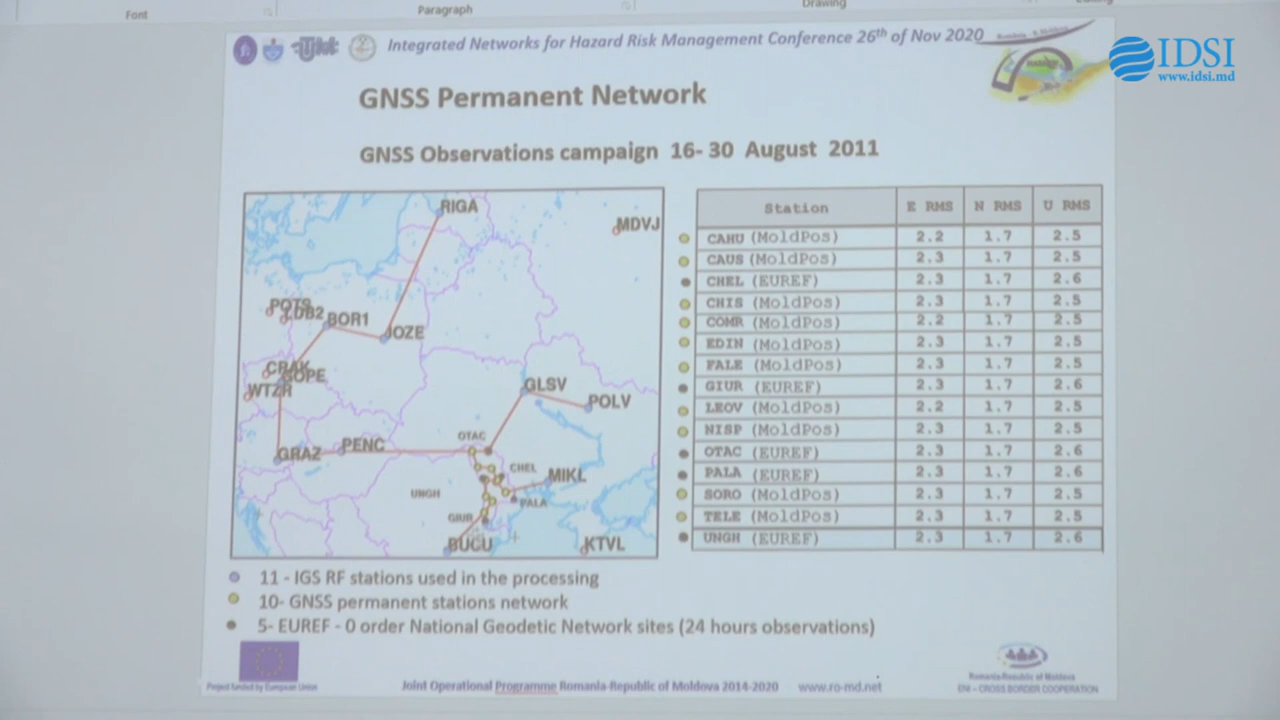 Font
Paragraph
Drawing
Integrated Networks for Hazard Risk Management Conference 26th of Nov 2020
IDSI
www.idsi.md
GNSS Permanent Network
GNSS Observations campaign 16- 30 August 2011
RIGA
MDVJ
POTS
BOR1
JOZE
GOPE
WTZR
GLSV
POLV
GRAZ
PENC
OTAC
CHEL
MIKL
UNGH
PALA
GIUR
BUCU
KTVL
Station E RMS N RMS U RMS
CAHU (MoldPos) 2.2 1.7 2.5
CAUS (MoldPos) 2.3 1.7 2.5
CHEL (EUREF) 2.3 1.7 2.6
CHIS (MoldPos) 2.3 1.7 2.5
COMR (MoldPos) 2.2 1.7 2.5
EDIN (MoldPos) 2.3 1.7 2.5
FALE (MoldPos) 2.3 1.7 2.5
GIUR (EUREF) 2.3 1.7 2.6
LEOV (MoldPos) 2.2 1.7 2.5
NISP (MoldPos) 2.3 1.7 2.5
OTAC (EUREF) 2.3 1.7 2.6
PALA (EUREF) 2.3 1.7 2.6
SORO (MoldPos) 2.3 1.7 2.5
TELE (MoldPos) 2.3 1.7 2.5
UNGH (EUREF) 2.3 1.7 2.6
11 - IGS RF stations used in the processing
10- GNSS permanent stations network
5- EUREF - 0 order National Geodetic Network sites (24 hours observations)
Project funded by European Union
Joint Operational Programme Romania-Republic of Moldova 2014-2020 www.ro-md.net
Romania-Republic of Moldova
ENI - CROSS BORDER COOPERATION